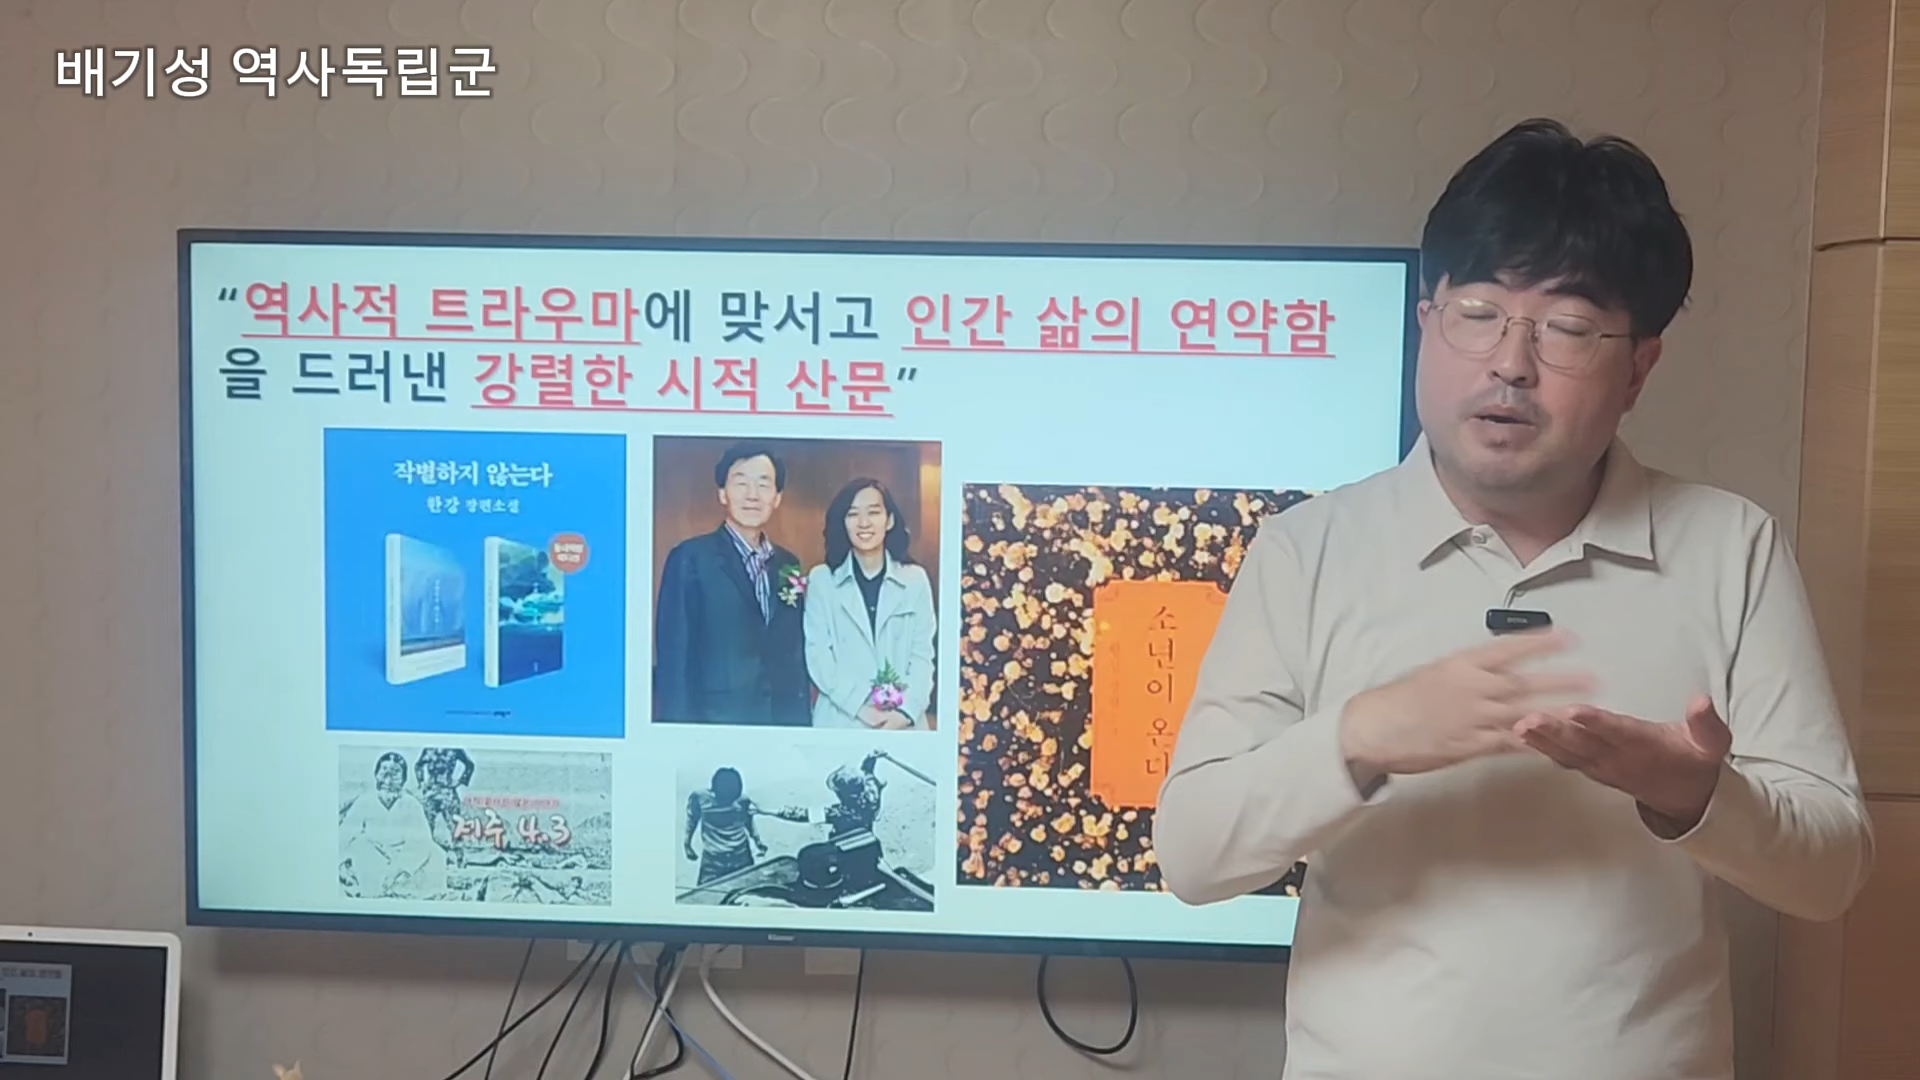 배기성 역사독립군
“역사적 트라우마에 맞서고 인간 삶의 연약함
을 드러낸 강렬한 시적 산문”
작별하지 않는다
한강 장편소설
소년이 온다
제주 4.3